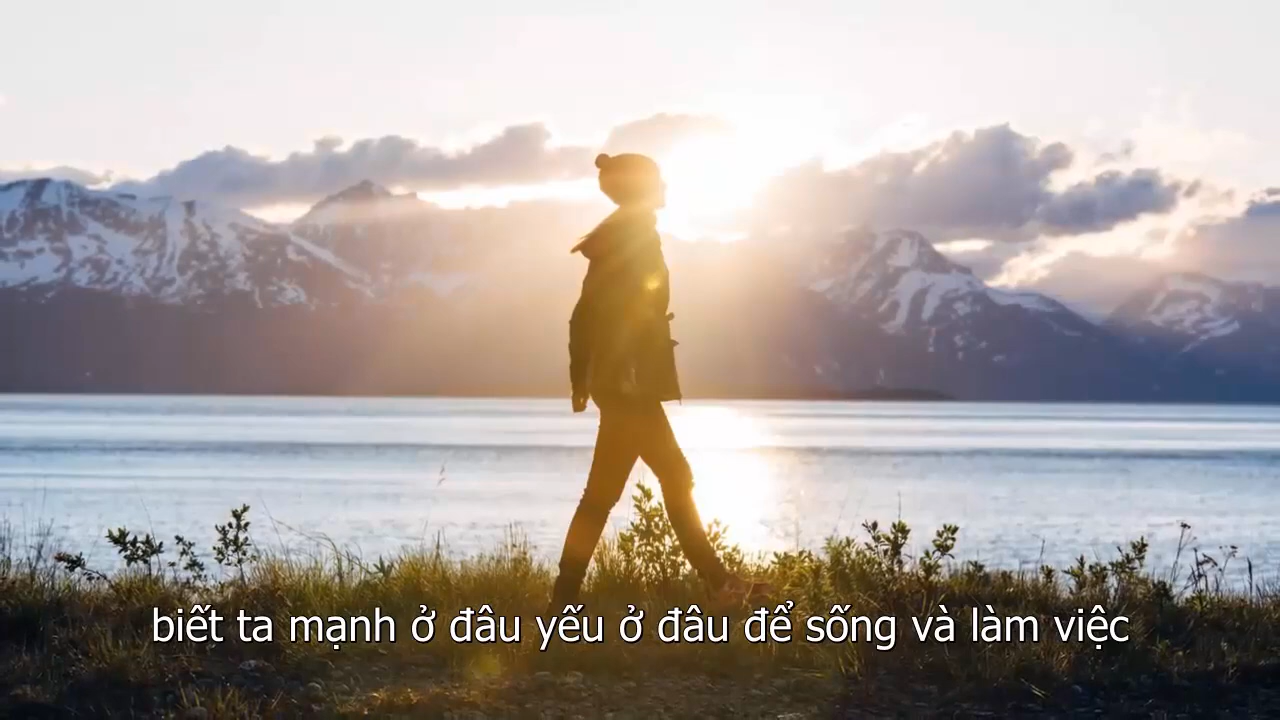 biết ta mạnh ở đâu yếu ở đâu để sống và làm việc